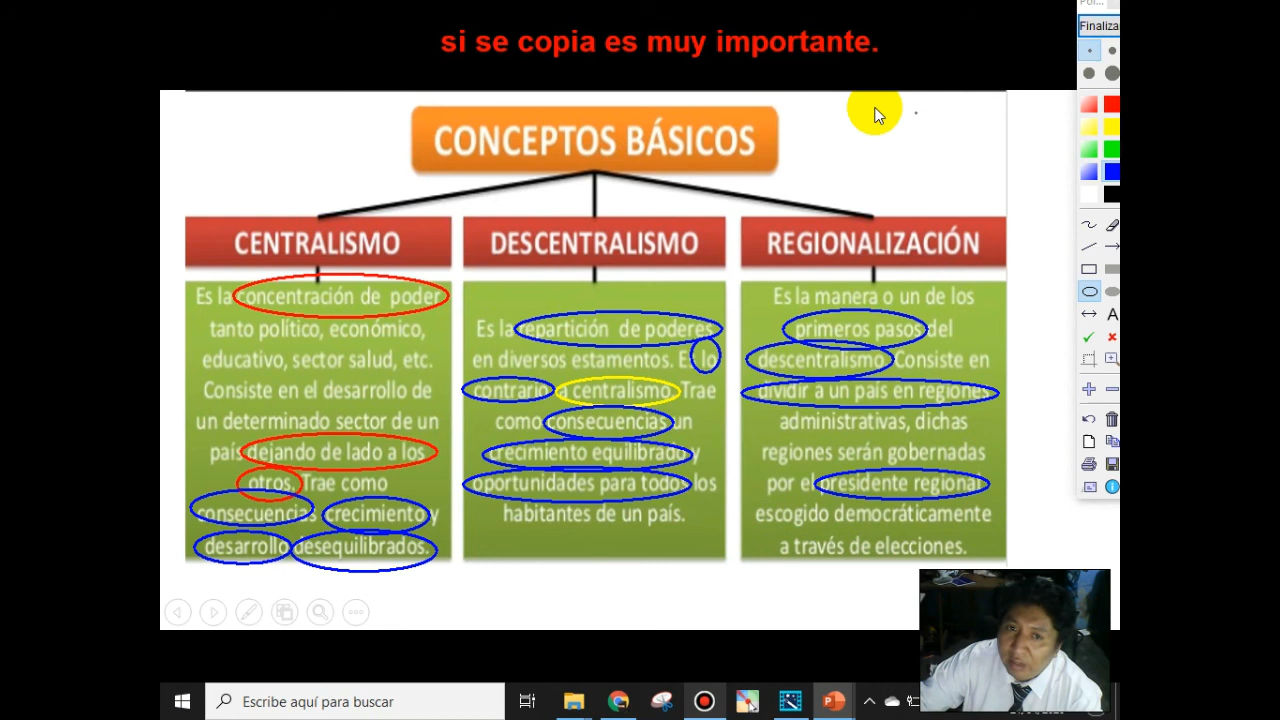 si se copia es muy importante.
Pol...
Finaliza
CONCEPTOS BÁSICOS
CENTRALISMO
Es la concentración de poder
tanto político, económico,
educativo, sector salud, etc.
Consiste en el desarrollo de
un determinado sector de un
país dejando de lado a los
otros. Trae como
consecuencias crecimiento y
desarrollo desequilibrados.
DESCENTRALISMO
Es la repartición de poderes
en diversos estamentos. Es lo
contrario a centralismo. Trae
como consecuencias un
crecimiento equilibrado y
oportunidades para todos los
habitantes de un país.
REGIONALIZACIÓN
Es la manera o un de los
primeros pasos del
descentralismo. Consiste en
dividir a un país en regiones
administrativas, dichas
regiones serán gobernadas
por el presidente regional
escogido democráticamente
a través de elecciones.
A
Escribe aquí para buscar